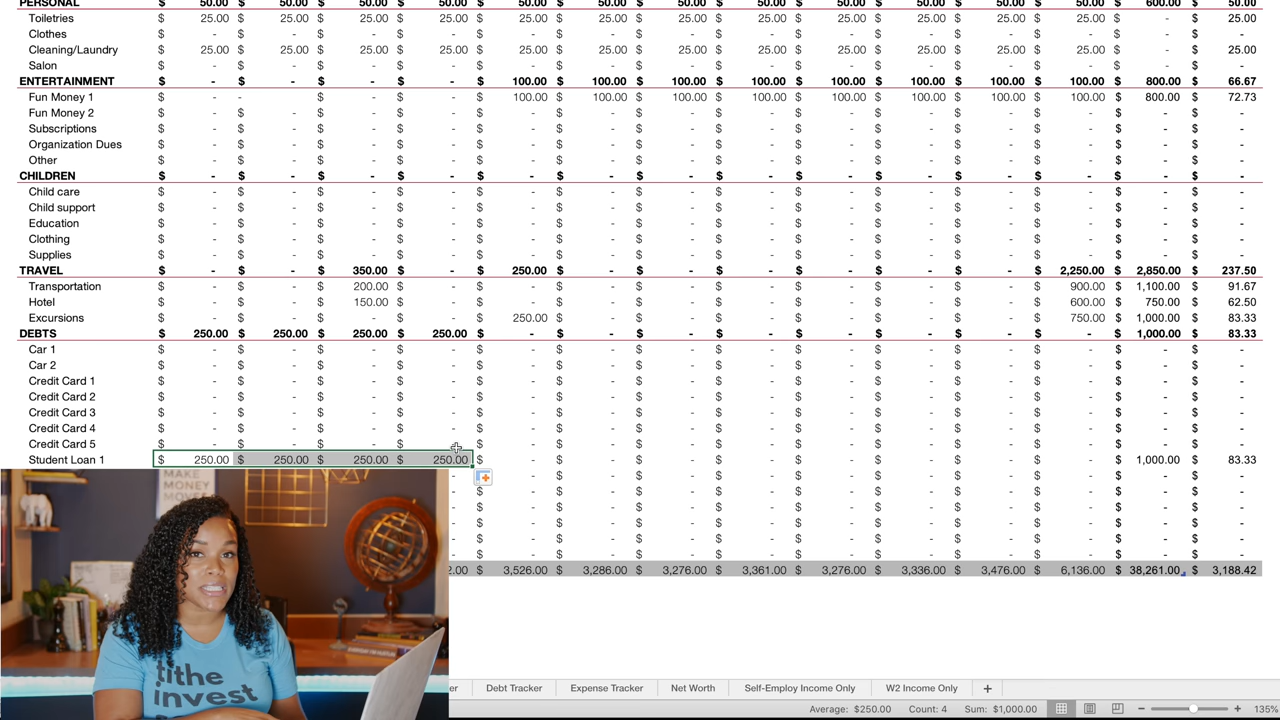 PERSONAL $ 50.00 $ 50.00 $ 50.00 $ 50.00 $ 50.00 $ 50.00 $ 50.00 $ 50.00 $ 50.00 $ 50.00 $ 50.00 $ 50.00 $ 600.00 $ 50.00
Toiletries $ 25.00 $ 25.00 $ 25.00 $ 25.00 $ 25.00 $ 25.00 $ 25.00 $ 25.00 $ 25.00 $ 25.00 $ 25.00 $ 25.00 $ - $ 25.00
Clothes $ - $ - $ - $ - $ - $ - $ - $ - $ - $ - $ - $ - $ - $ -
Cleaning/Laundry $ 25.00 $ 25.00 $ 25.00 $ 25.00 $ 25.00 $ 25.00 $ 25.00 $ 25.00 $ 25.00 $ 25.00 $ 25.00 $ 25.00 $ - $ 25.00
Salon $ - $ - $ - $ - $ - $ - $ - $ - $ - $ - $ - $ - $ - $ -
ENTERTAINMENT $ - $ - $ - $ - $ 100.00 $ 100.00 $ 100.00 $ 100.00 $ 100.00 $ 100.00 $ 100.00 $ 100.00 $ 800.00 $ 66.67
Fun Money 1 $ - - $ - $ - $ 100.00 $ 100.00 $ 100.00 $ 100.00 $ 100.00 $ 100.00 $ 100.00 $ 100.00 $ 800.00 $ 72.73
Fun Money 2 $ - $ - $ - $ - $ - $ - $ - $ - $ - $ - $ - $ - $ - $ -
Subscriptions $ - $ - $ - $ - $ - $ - $ - $ - $ - $ - $ - $ - $ - $ -
Organization Dues $ - $ - $ - $ - $ - $ - $ - $ - $ - $ - $ - $ - $ - $ -
Other $ - $ - $ - $ - $ - $ - $ - $ - $ - $ - $ - $ - $ - $ -
CHILDREN $ - $ - $ - $ - $ - $ - $ - $ - $ - $ - $ - $ - $ - $ -
Child care $ - $ - $ - $ - $ - $ - $ - $ - $ - $ - $ - $ - $ - $ -
Child support $ - $ - $ - $ - $ - $ - $ - $ - $ - $ - $ - $ - $ - $ -
Education $ - $ - $ - $ - $ - $ - $ - $ - $ - $ - $ - $ - $ - $ -
Clothing $ - $ - $ - $ - $ - $ - $ - $ - $ - $ - $ - $ - $ - $ -
Supplies $ - $ - $ - $ - $ - $ - $ - $ - $ - $ - $ - $ - $ - $ -
TRAVEL $ - $ - $ 350.00 $ - $ 250.00 $ - $ - $ - $ - $ - $ - $ 2,250.00 $ 2,850.00 $ 237.50
Transportation $ - $ - $ 200.00 $ - $ - $ - $ - $ - $ - $ - $ - $ 900.00 $ 1,100.00 $ 91.67
Hotel $ - $ - $ 150.00 $ - $ - $ - $ - $ - $ - $ - $ - $ 600.00 $ 750.00 $ 62.50
Excursions $ - $ - $ - $ - $ 250.00 $ - $ - $ - $ - $ - $ - $ 750.00 $ 1,000.00 $ 83.33
DEBTS $ 250.00 $ 250.00 $ 250.00 $ 250.00 $ - $ - $ - $ - $ - $ - $ - $ - $ 1,000.00 $ 83.33
Car 1 $ - $ - $ - $ - $ - $ - $ - $ - $ - $ - $ - $ - $ - $ -
Car 2 $ - $ - $ - $ - $ - $ - $ - $ - $ - $ - $ - $ - $ - $ -
Credit Card 1 $ - $ - $ - $ - $ - $ - $ - $ - $ - $ - $ - $ - $ - $ -
Credit Card 2 $ - $ - $ - $ - $ - $ - $ - $ - $ - $ - $ - $ - $ - $ -
Credit Card 3 $ - $ - $ - $ - $ - $ - $ - $ - $ - $ - $ - $ - $ - $ -
Credit Card 4 $ - $ - $ - $ - $ - $ - $ - $ - $ - $ - $ - $ - $ - $ -
Credit Card 5 $ - $ - $ - $ - $ - $ - $ - $ - $ - $ - $ - $ - $ - $ -
Student Loan 1 $ 250.00 $ 250.00 $ 250.00 $ 250.00 $ - $ - $ - $ - $ - $ - $ - $ - $ 1,000.00 $ 83.33
- $ - $ - $ - $ - $ - $ - $ - $ - $ - $ -
- $ - $ - $ - $ - $ - $ - $ - $ - $ - $ -
- $ - $ - $ - $ - $ - $ - $ - $ - $ - $ -
- $ - $ - $ - $ - $ - $ - $ - $ - $ - $ -
- $ - $ - $ - $ - $ - $ - $ - $ - $ - $ -
- $ - $ - $ - $ - $ - $ - $ - $ - $ - $ -
2.00 $ 3,526.00 $ 3,286.00 $ 3,276.00 $ 3,361.00 $ 3,276.00 $ 3,336.00 $ 3,476.00 $ 6,136.00 $ 38,261.00 $ 3,188.42
MAKE
MONEY
MOVES
tithe
invest
er Debt Tracker Expense Tracker Net Worth Self-Employ Income Only W2 Income Only +
Average: $250.00 Count: 4 Sum: $1,000.00 − + 135%